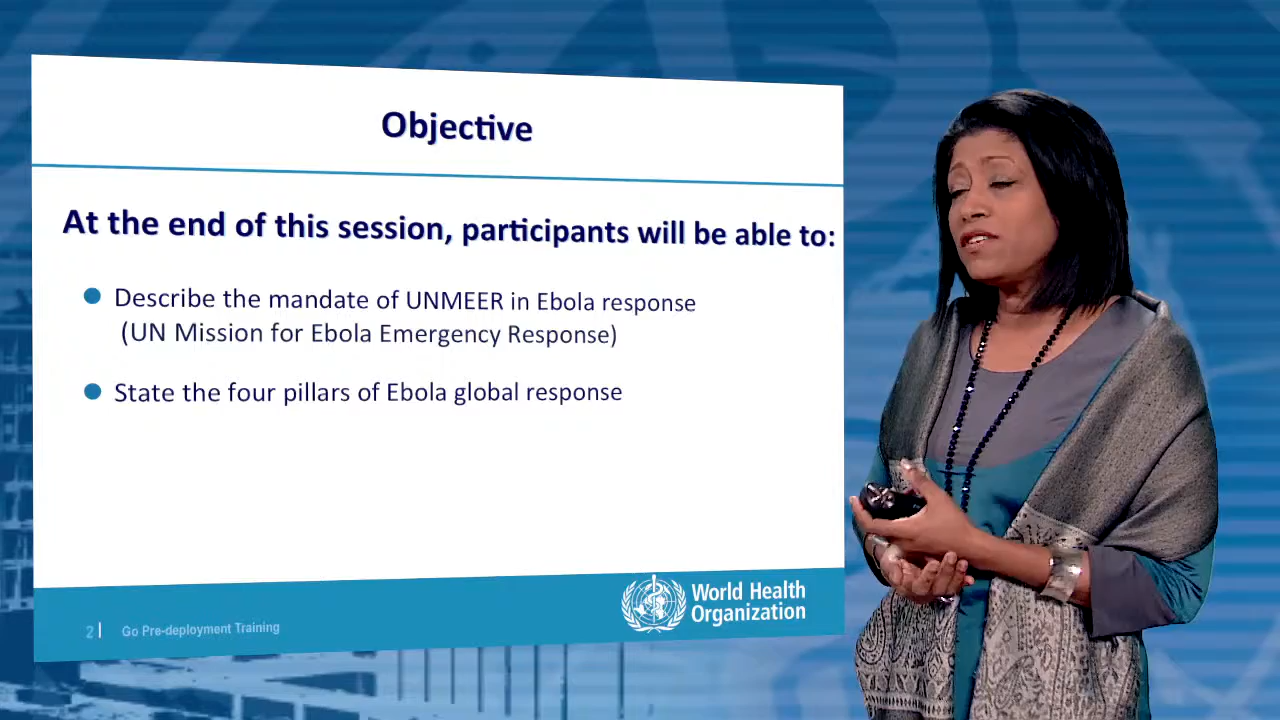 Objective
At the end of this session, participants will be able to:
Describe the mandate of UNMEER in Ebola response
(UN Mission for Ebola Emergency Response)
State the four pillars of Ebola global response
2 | Go Pre-deployment Training
World Health
Organization